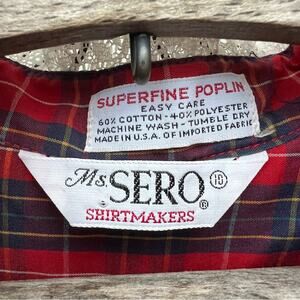 SUPERFINE POPLIN
EASY CARE
60% COTTON - 40% POLYESTER
MACHINE WASH - TUMBLE DRY
MADE IN U.S.A. OF IMPORTED FABRIC
Ms. SERO ® 16
SHIRTMAKERS